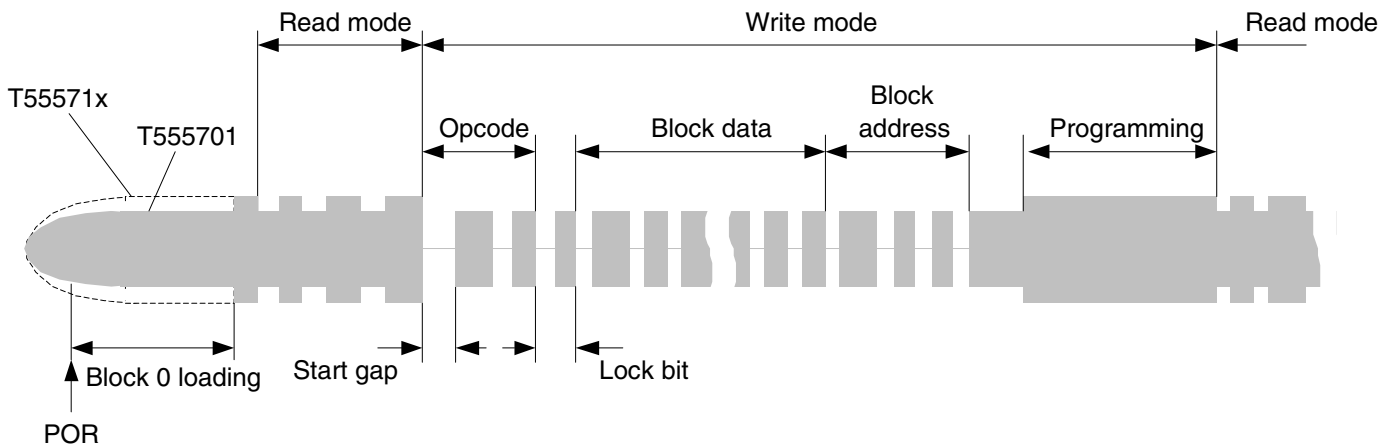 Read mode
Write mode
Read mode
T55571x
T555701
Opcode
Block data
Block
address
Programming
Block 0 loading
Start gap
Lock bit
POR